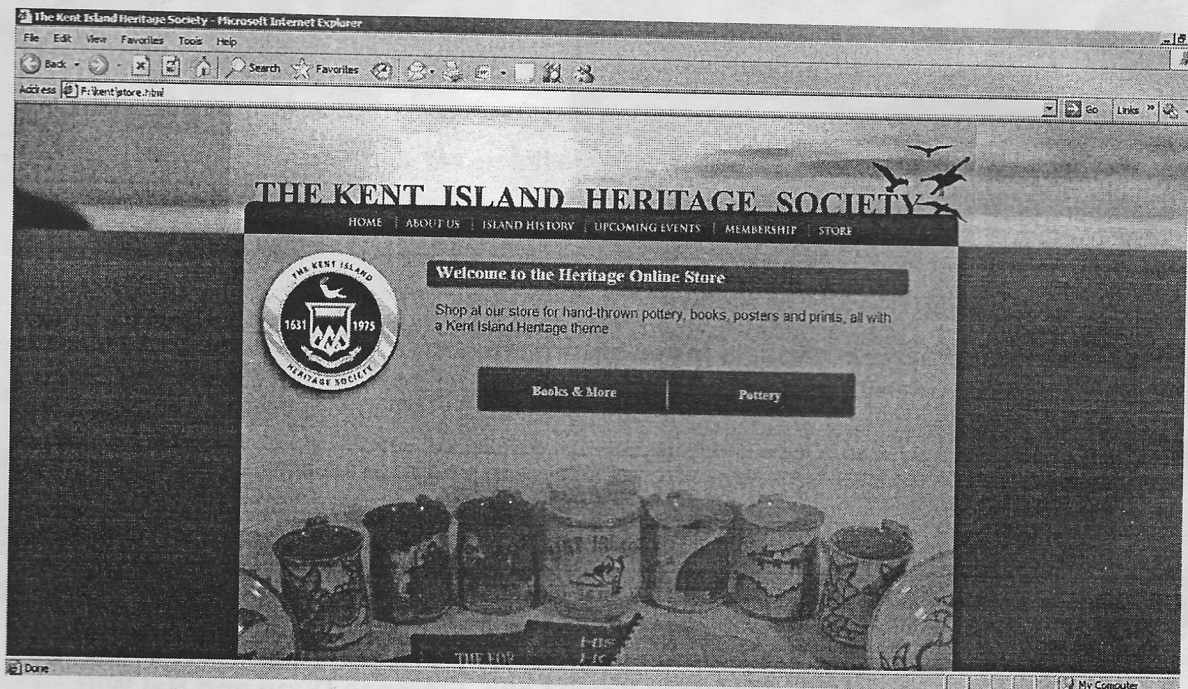 The Kent Island Heritage Society - Microsoft Internet Explorer
File Edit View Favorites Tools Help
Back Search Favorites
Address F:\kent\store.html Go Links »
THE KENT ISLAND HERITAGE SOCIETY
HOME | ABOUT US | ISLAND HISTORY | UPCOMING EVENTS | MEMBERSHIP | STORE
THE KENT ISLAND
1631 1975
HERITAGE SOCIETY
Welcome to the Heritage Online Store
Shop at our store for hand-thrown pottery, books, posters and prints, all with
a Kent Island Heritage theme
Books & More | Pottery
THE FOR
Done My Computer